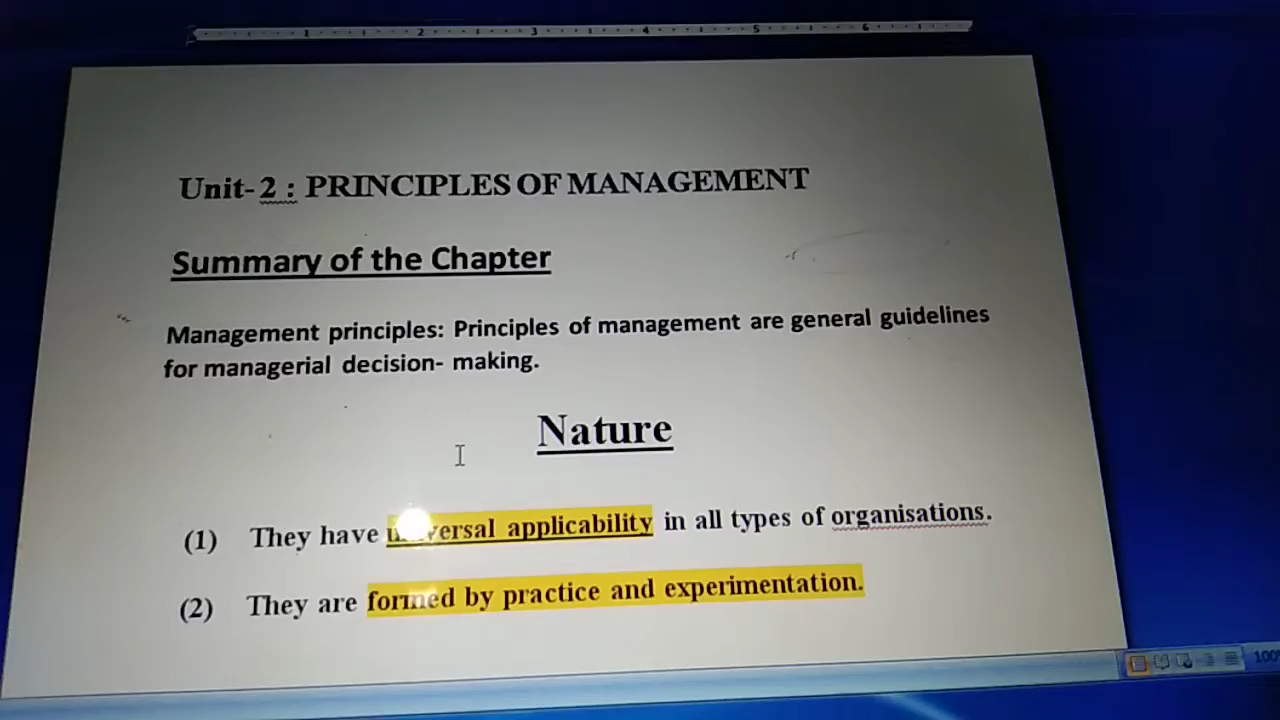 Unit- 2 : PRINCIPLES OF MANAGEMENT
Summary of the Chapter
Management principles: Principles of management are general guidelines
for managerial decision- making.
Nature
(1) They have universal applicability in all types of organisations.
(2) They are formed by practice and experimentation.